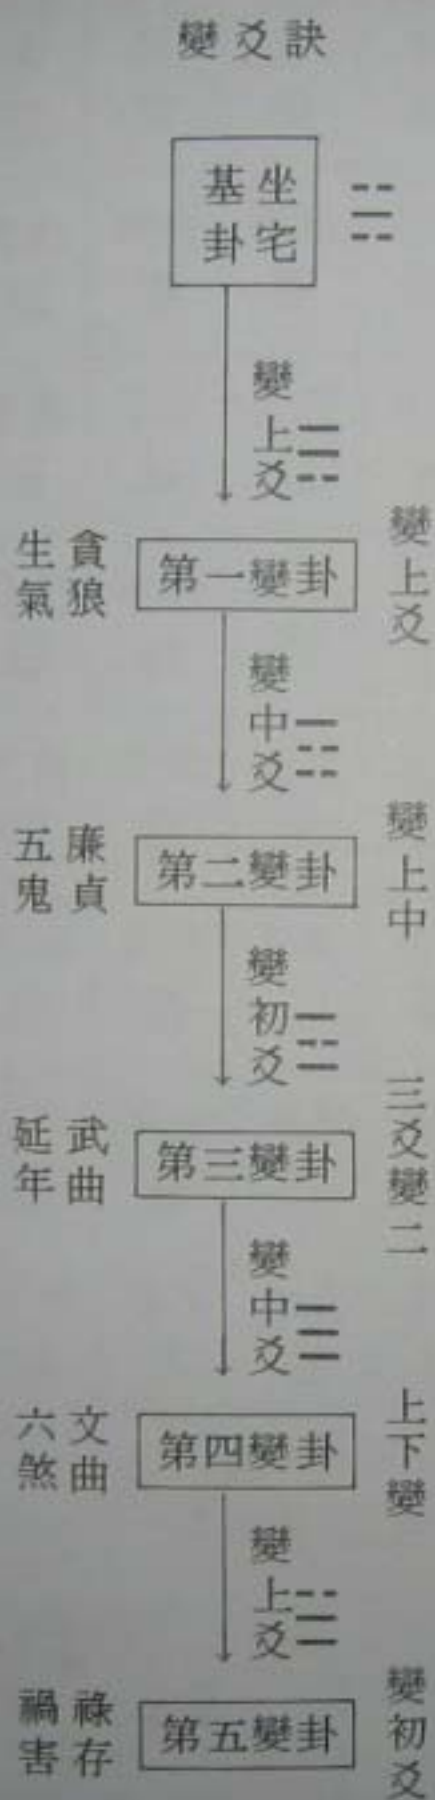 變爻訣
坐宅
基卦
變上爻
第一變卦
貪狼
生氣
變上爻
變中爻
第二變卦
廉貞
五鬼
變上中
變初爻
第三變卦
武曲
延年
三爻變二
變中爻
第四變卦
文曲
六煞
上下變
變上爻
第五變卦
祿存
禍害
變初爻